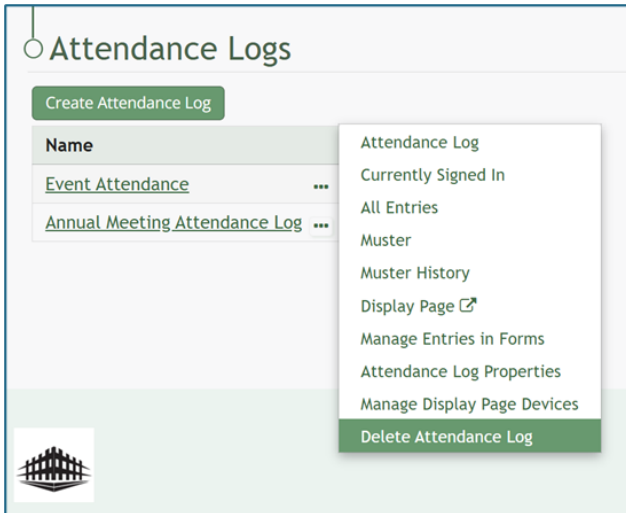 Attendance Logs
Create Attendance Log
Name
Event Attendance
Annual Meeting Attendance Log
Attendance Log
Currently Signed In
All Entries
Muster
Muster History
Display Page
Manage Entries in Forms
Attendance Log Properties
Manage Display Page Devices
Delete Attendance Log